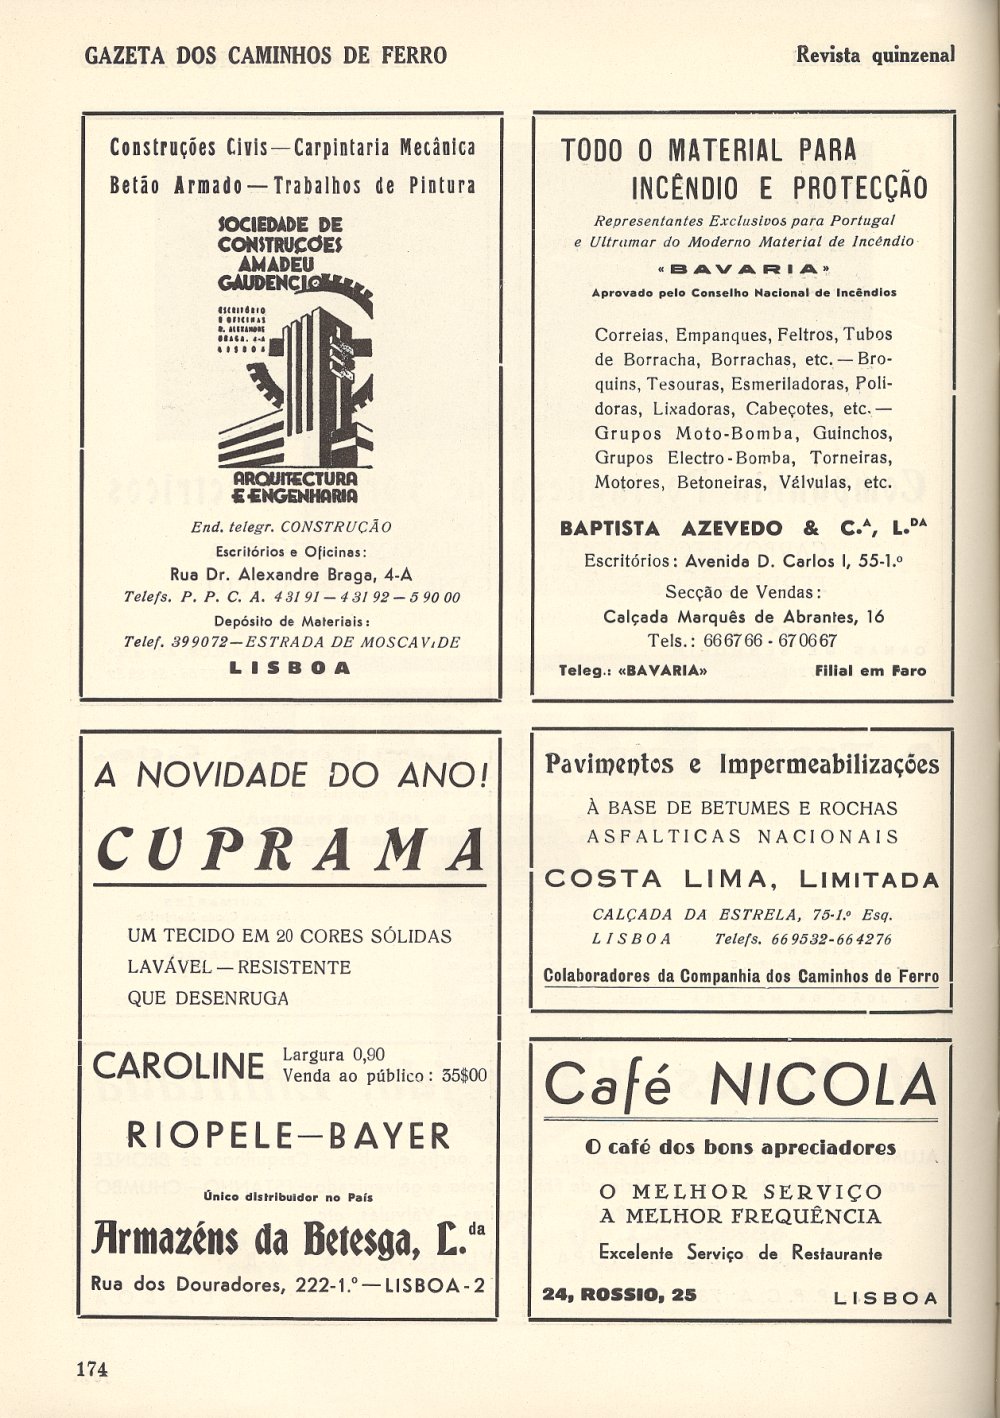 GAZETA DOS CAMINHOS DE FERRO
Revista quinzenal
Construções Civis—Carpintaria Mecânica
Betão Armado — Trabalhos de Pintura
SOCIEDADE DE
CONSTRUCÓES
AMADEU
GAUDENCIO
ESCRITÓRIO
E OFICINAS
R. ALEXANDRE
BRAGA. 4-A
LISBOA
ARQUITECTURA
E ENGENHARIA
End. telegr. CONSTRUÇÃO
Escritórios e Oficinas:
Rua Dr. Alexandre Braga, 4-A
Telefs. P. P. C. A. 43191 — 43192 — 59000
Depósito de Materiais:
Telef. 399072—ESTRADA DE MOSCAVIDE
LISBOA
TODO O MATERIAL PARA
INCÊNDIO E PROTECÇÃO
Representantes Exclusivos para Portugal
e Ultramar do Moderno Material de Incêndio
«BAVARIA»
Aprovado pelo Conselho Nacional de Incêndios
Correias, Empanques, Feltros, Tubos
de Borracha, Borrachas, etc. — Bro-
quins, Tesouras, Esmeriladoras, Poli-
doras, Lixadoras, Cabeçotes, etc. —
Grupos Moto-Bomba, Guinchos,
Grupos Electro-Bomba, Torneiras,
Motores, Betoneiras, Válvulas, etc.
BAPTISTA AZEVEDO & C.ᴬ, L.ᴰᴬ
Escritórios: Avenida D. Carlos I, 55-1.º
Secção de Vendas:
Calçada Marquês de Abrantes, 16
Tels.: 666766 - 670667
Teleg.: «BAVARIA» Filial em Faro
A NOVIDADE DO ANO!
CUPRAMA
UM TECIDO EM 20 CORES SÓLIDAS
LAVÁVEL — RESISTENTE
QUE DESENRUGA
CAROLINE
Largura 0,90
Venda ao público: 35$00
RIOPELE—BAYER
Único distribuidor no País
Armazéns da Betesga, L.da
Rua dos Douradores, 222-1.º — LISBOA-2
Pavimentos e Impermeabilizações
À BASE DE BETUMES E ROCHAS
ASFALTICAS NACIONAIS
COSTA LIMA, LIMITADA
CALÇADA DA ESTRELA, 75-1.º Esq.
LISBOA Telefs. 669532-664276
Colaboradores da Companhia dos Caminhos de Ferro
Café NICOLA
O café dos bons apreciadores
O MELHOR SERVIÇO
A MELHOR FREQUÊNCIA
Excelente Serviço de Restaurante
24, ROSSIO, 25 LISBOA
174